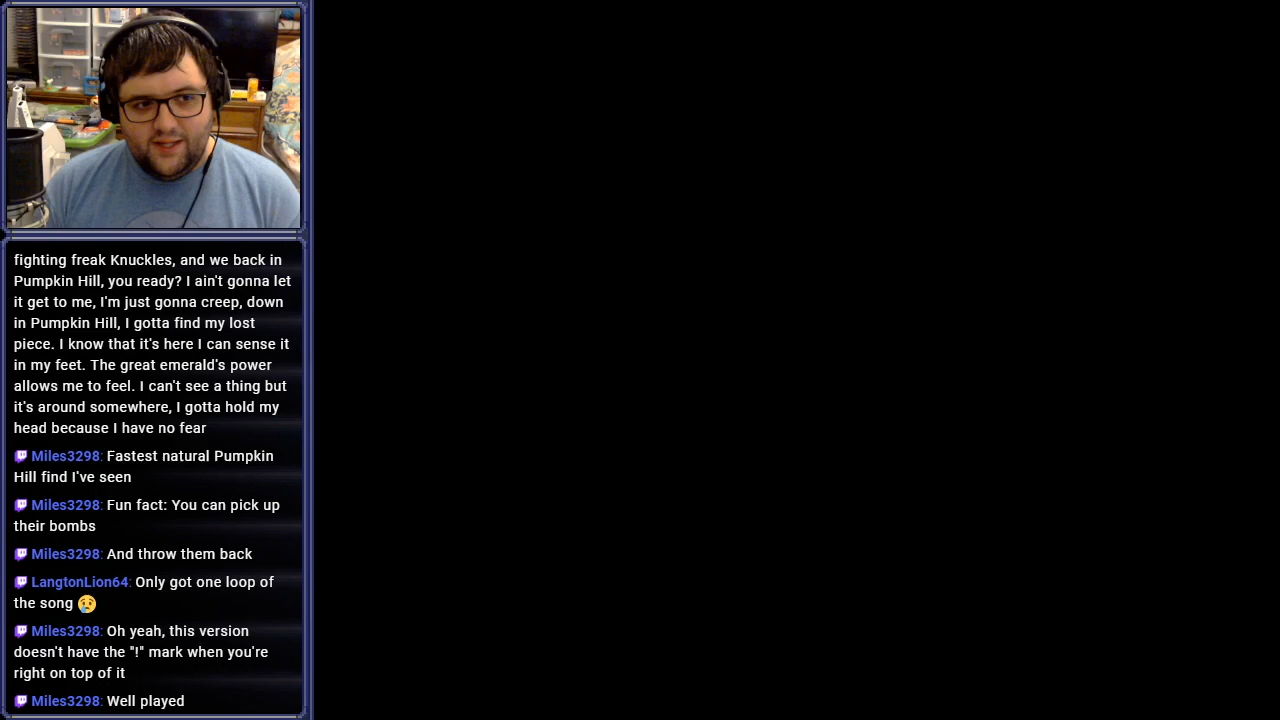 fighting freak Knuckles, and we back in
Pumpkin Hill, you ready? I ain't gonna let
it get to me, I'm just gonna creep, down
in Pumpkin Hill, I gotta find my lost
piece. I know that it's here I can sense it
in my feet. The great emerald's power
allows me to feel. I can't see a thing but
it's around somewhere, I gotta hold my
head because I have no fear
Miles3298: Fastest natural Pumpkin
Hill find I've seen
Miles3298: Fun fact: You can pick up
their bombs
Miles3298: And throw them back
LangtonLion64: Only got one loop of
the song 😢
Miles3298: Oh yeah, this version
doesn't have the "!" mark when you're
right on top of it
Miles3298: Well played